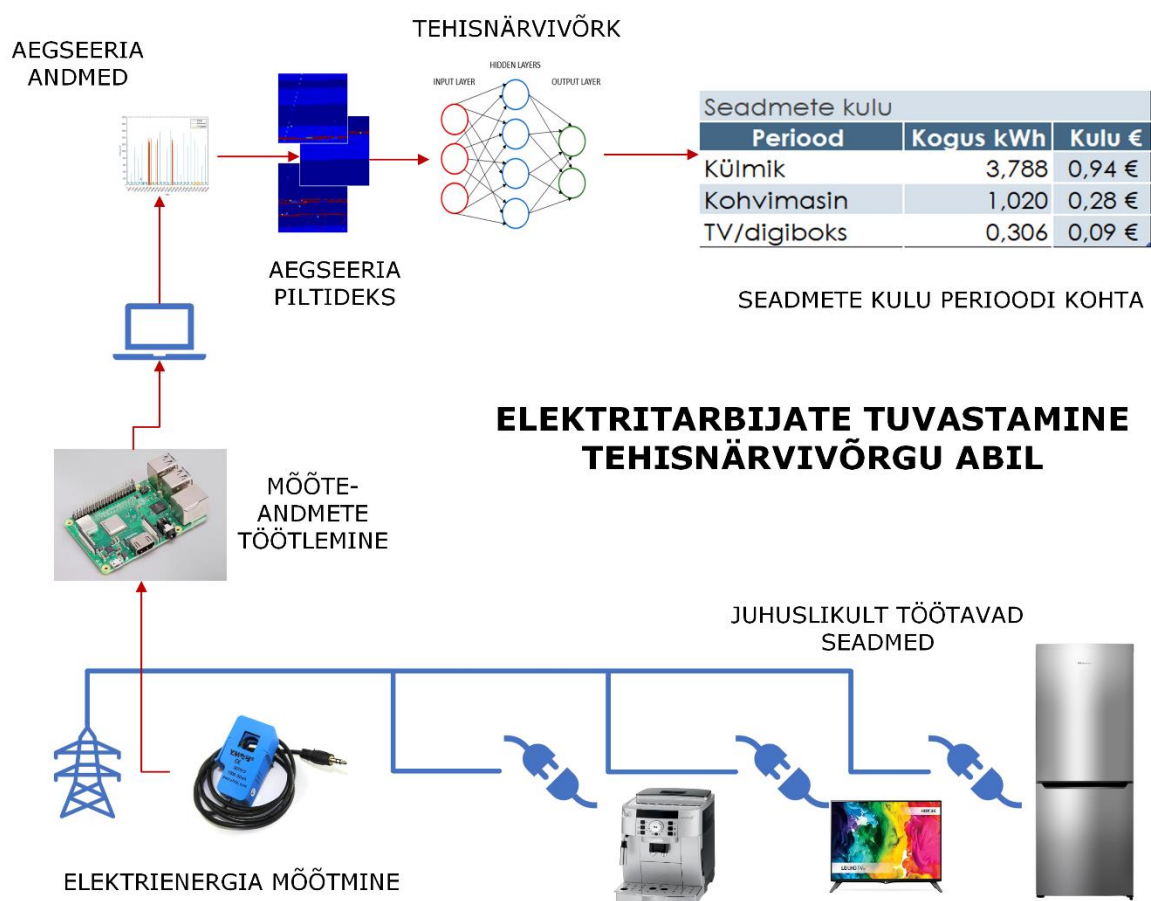 AEGSEERIA
ANDMED
TEHISNÄRVIVÕRK
HIDDEN LAYERS
INPUT LAYER
OUTPUT LAYER
AEGSEERIA
PILTIDEKS
Seadmete kulu
Periood Kogus kWh Kulu €
Külmik 3,788 0,94 €
Kohvimasin 1,020 0,28 €
TV/digiboks 0,306 0,09 €
SEADMETE KULU PERIOODI KOHTA
ELEKTRITARBIJATE TUVASTAMINE
TEHISNÄRVIVÕRGU ABIL
MÕÕTE-
ANDMETE
TÖÖTLEMINE
JUHUSLIKULT TÖÖTAVAD
SEADMED
ELEKTRIENERGIA MÕÕTMINE